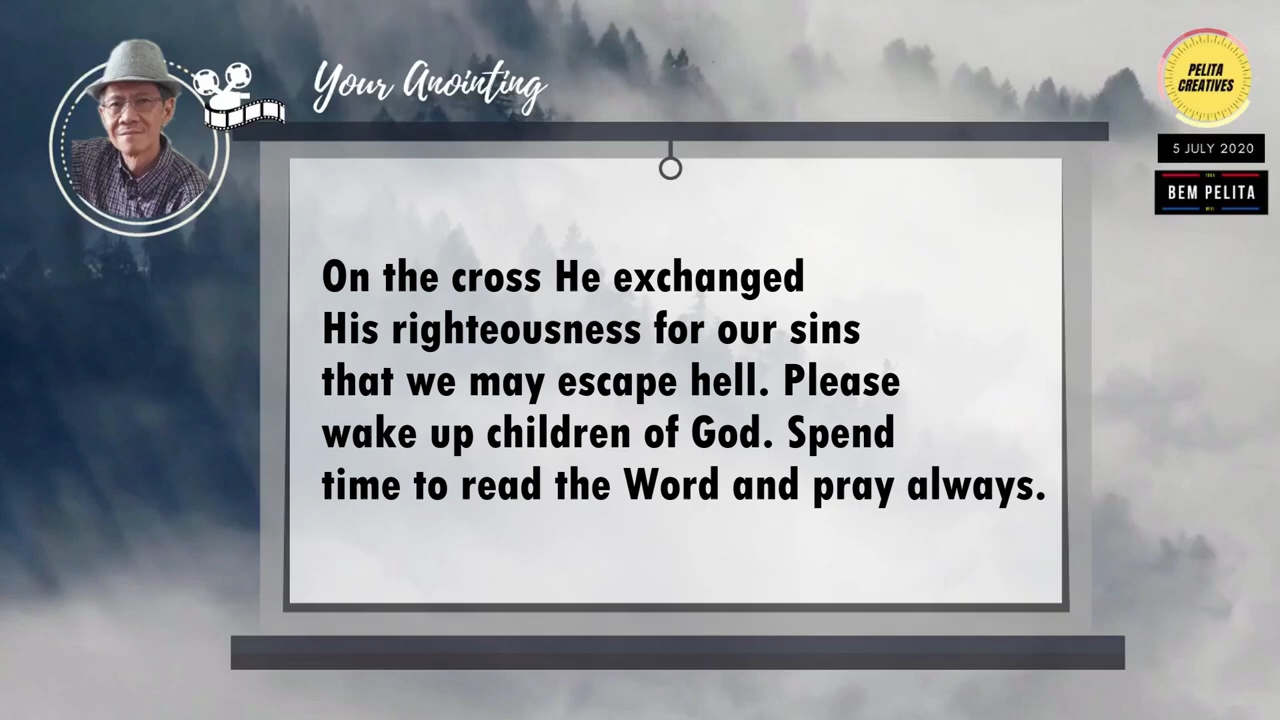 Your Anointing
PELITA
CREATIVES
5 JULY 2020
BEM PELITA
On the cross He exchanged
His righteousness for our sins
that we may escape hell. Please
wake up children of God. Spend
time to read the Word and pray always.